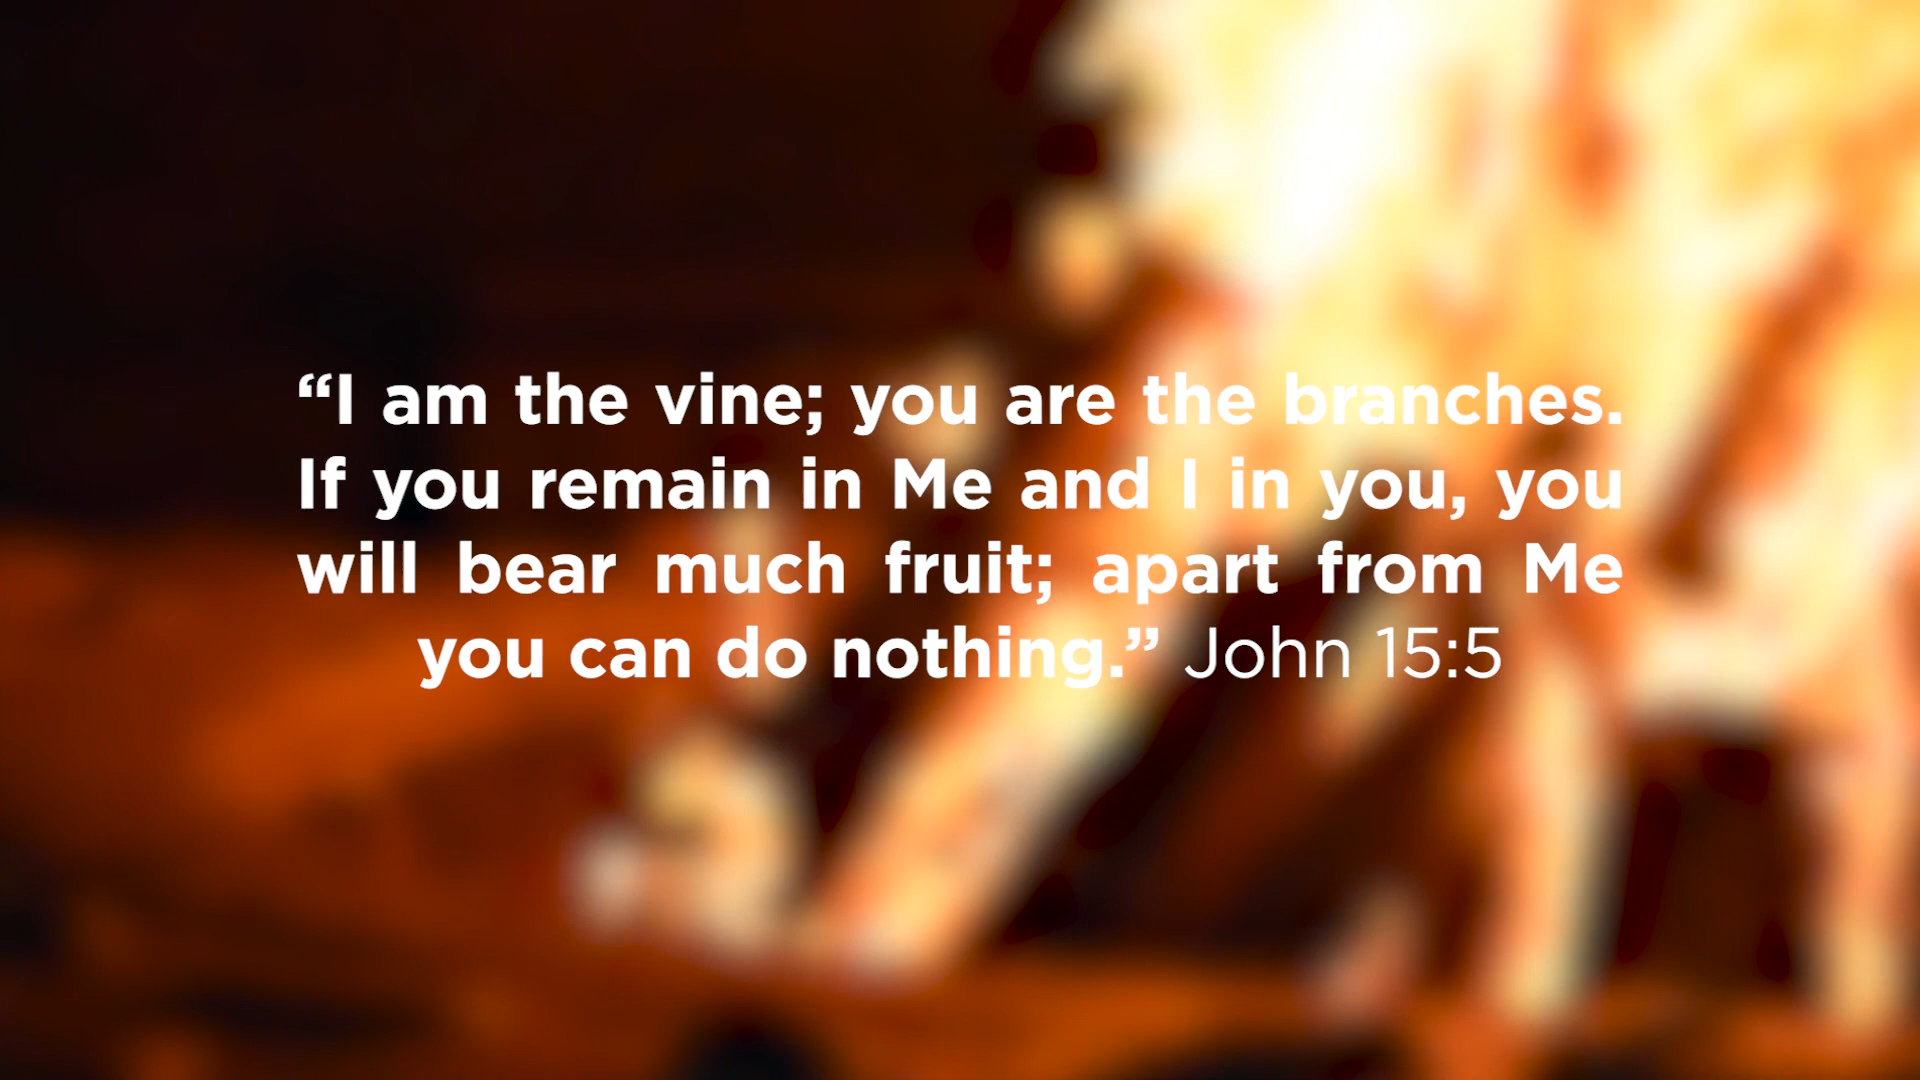 “I am the vine; you are the branches.
If you remain in Me and I in you, you
will bear much fruit; apart from Me
you can do nothing.” John 15:5